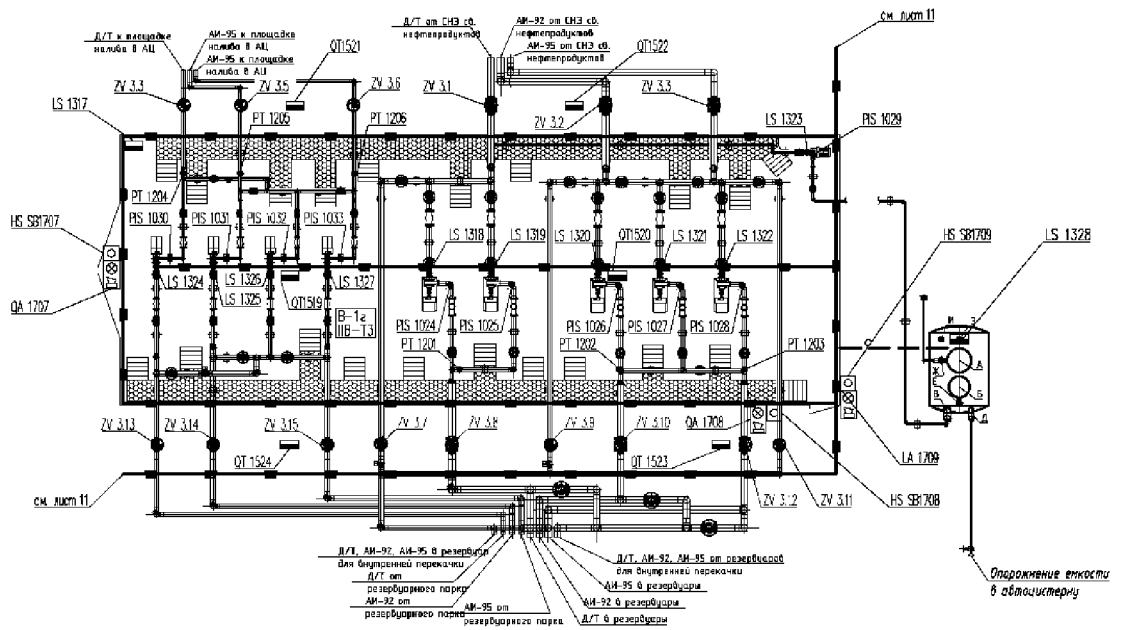 Д/Т к площадке
налива в АЦ
АИ-95 к площадке
налива в АЦ
АИ-95 к площадке
налива в АЦ
QT1521
Д/Т от СНЭ св.
нефтепродуктов
АИ-92 от СНЭ св.
нефтепродуктов
АИ-95 от СНЭ св.
нефтепродуктов
QT1522
см. лист 11
ZV 3.3
ZV 3.5
ZV 3.6
ZV 3.1
ZV 3.2
ZV 3.3
LS 1317
PT 1205
PT 1206
LS 1323
PIS 1029
PT 1204
PIS 1030
PIS 1031
PIS 1032
PIS 1033
HS SB1707
LS 1318
LS 1319
LS 1320
QT1520
LS 1321
LS 1322
HS SB1709
LS 1328
LS 1324
LS 1326
LS 1325
QT1519
LS 1327
QA 1707
В-1г
IIВ-Т3
PIS 1024
PIS 1025
PIS 1026
PIS 1027
PIS 1028
PT 1201
PT 1202
PT 1203
И
З
А
Ж
Е
Б
В
Г
Д
ZV 3.13
ZV 3.14
ZV 3.15
ZV 3.7
ZV 3.8
ZV 3.9
ZV 3.10
QA 1708
LA 1709
QT 1524
QT 1523
ZV 3.12
ZV 3.11
HS SB1708
см. лист 11
Д/Т, АИ-92, АИ-95 в резервуар
для внутренней перекачки
Д/Т от
резервуарного парка
АИ-92 от
резервуарного парка
АИ-95 от
резервуарного парка
Д/Т, АИ-92, АИ-95 от резервуаров
для внутренней перекачки
АИ-95 в резервуары
АИ-92 в резервуары
Д/Т в резервуары
Д
Опорожнение емкости
в автоцистерну